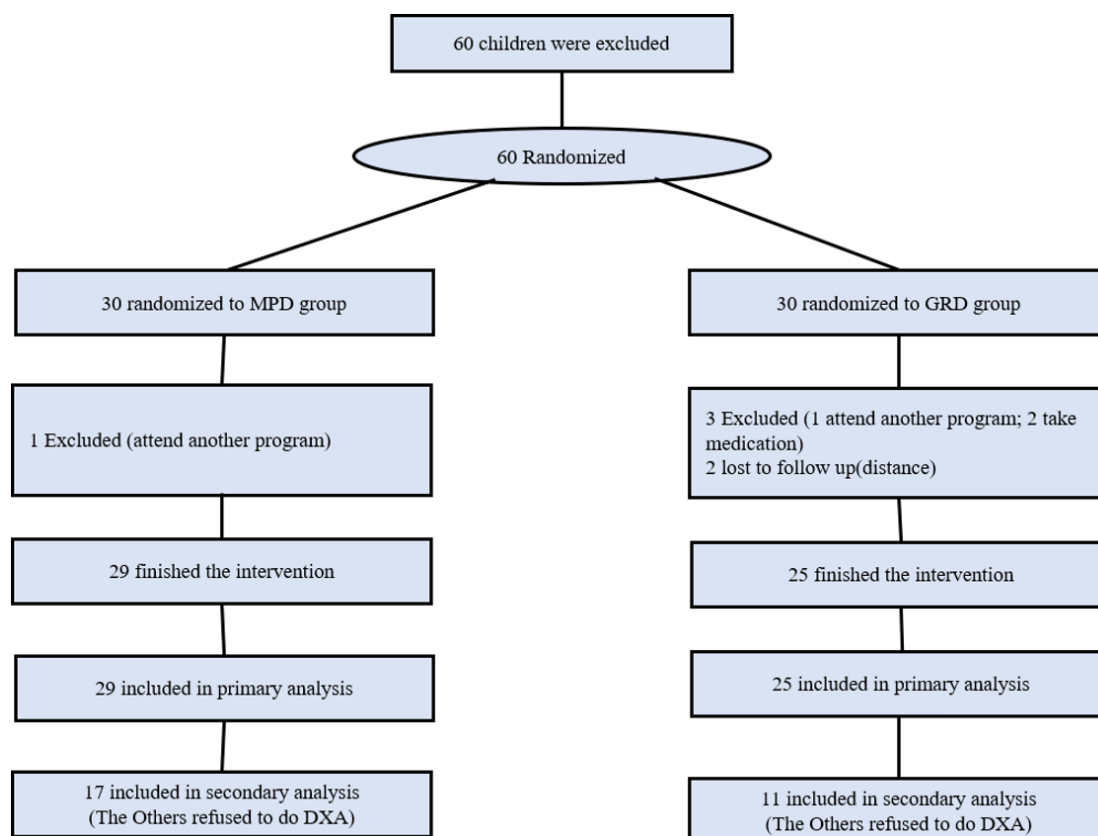 60 children were excluded
60 Randomized
30 randomized to MPD group
30 randomized to GRD group
1 Excluded (attend another program)
3 Excluded (1 attend another program; 2 take
medication)
2 lost to follow up(distance)
29 finished the intervention
25 finished the intervention
29 included in primary analysis
25 included in primary analysis
17 included in secondary analysis
(The Others refused to do DXA)
11 included in secondary analysis
(The Others refused to do DXA)